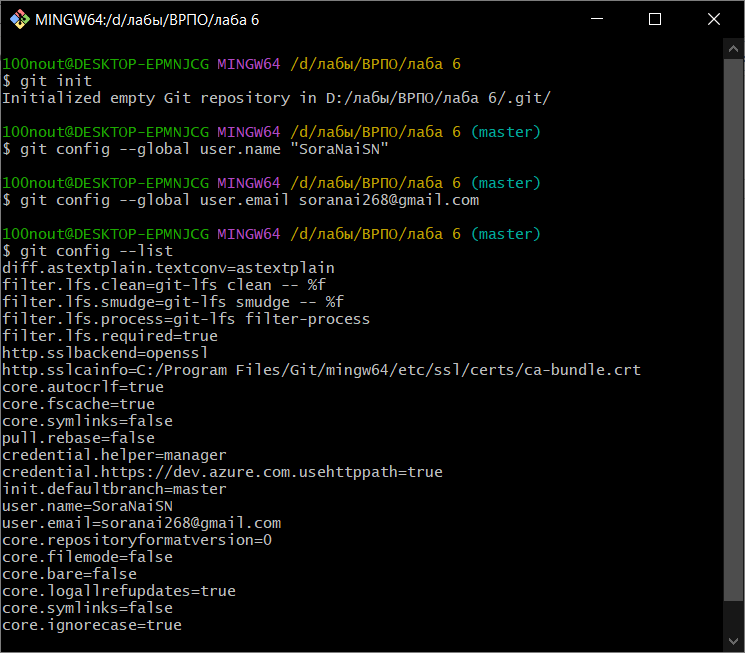 MINGW64:/d/лабы/ВРПО/лаба 6
100nout@DESKTOP-EPMNJCG MINGW64 /d/лабы/ВРПО/лаба 6
$ git init
Initialized empty Git repository in D:/лабы/ВРПО/лаба 6/.git/
100nout@DESKTOP-EPMNJCG MINGW64 /d/лабы/ВРПО/лаба 6 (master)
$ git config --global user.name "SoraNaiSN"
100nout@DESKTOP-EPMNJCG MINGW64 /d/лабы/ВРПО/лаба 6 (master)
$ git config --global user.email soranai268@gmail.com
100nout@DESKTOP-EPMNJCG MINGW64 /d/лабы/ВРПО/лаба 6 (master)
$ git config --list
diff.astextplain.textconv=astextplain
filter.lfs.clean=git-lfs clean -- %f
filter.lfs.smudge=git-lfs smudge -- %f
filter.lfs.process=git-lfs filter-process
filter.lfs.required=true
http.sslbackend=openssl
http.sslcainfo=C:/Program Files/Git/mingw64/etc/ssl/certs/ca-bundle.crt
core.autocrlf=true
core.fscache=true
core.symlinks=false
pull.rebase=false
credential.helper=manager
credential.https://dev.azure.com.usehttppath=true
init.defaultbranch=master
user.name=SoraNaiSN
user.email=soranai268@gmail.com
core.repositoryformatversion=0
core.filemode=false
core.bare=false
core.logallrefupdates=true
core.symlinks=false
core.ignorecase=true